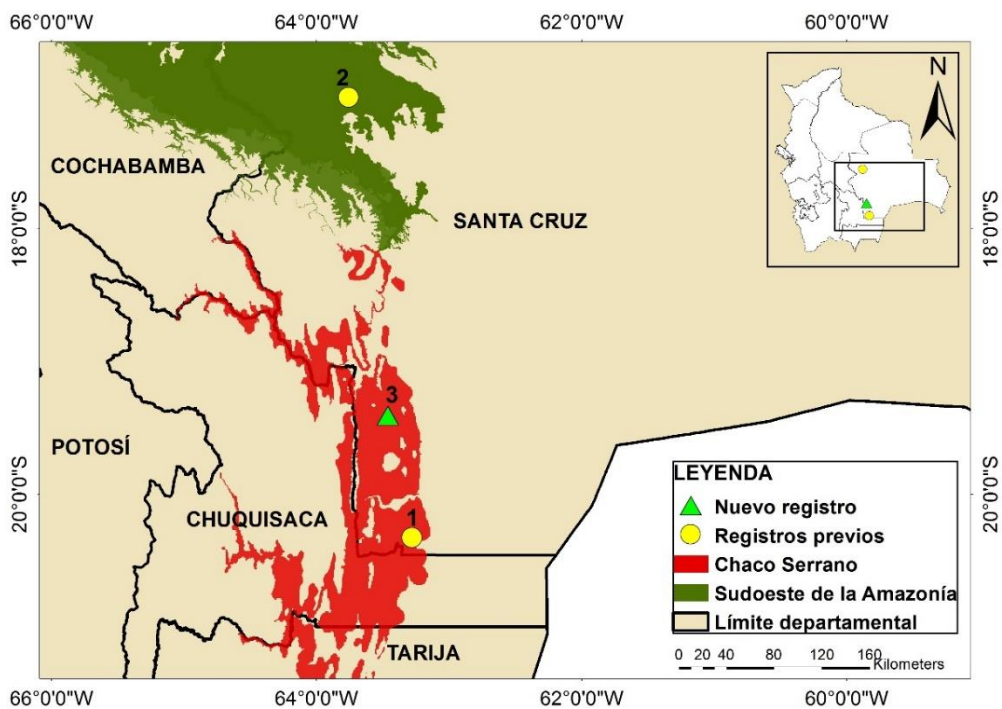 66°0'0"W 64°0'0"W 62°0'0"W 60°0'0"W
2
N
COCHABAMBA
SANTA CRUZ
18°0'0"S 18°0'0"S
3
POTOSÍ
LEYENDA
Nuevo registro
20°0'0"S 20°0'0"S
CHUQUISACA
1
Registros previos
Chaco Serrano
Sudoeste de la Amazonía
Límite departamental
TARIJA
0 20 40 80 120 160
Kilometers
66°0'0"W 64°0'0"W 62°0'0"W 60°0'0"W